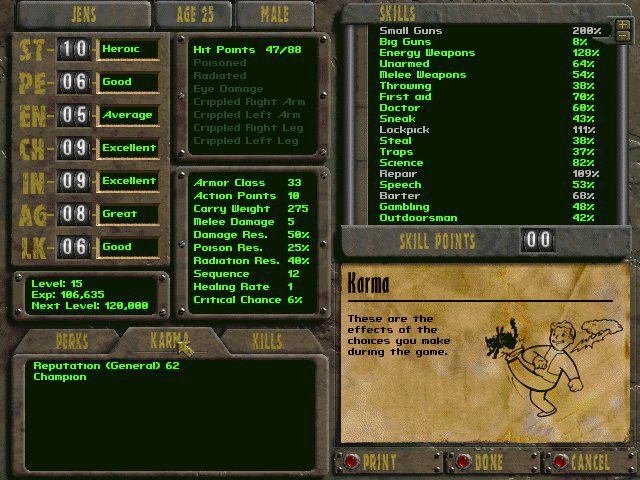 JENS
AGE 25
MALE
ST 10 Heroic
PE 06 Good
EN 05 Average
CH 09 Excellent
IN 09 Excellent
AG 08 Great
LK 06 Good
Hit Points 47/88
Poisoned
Radiated
Eye Damage
Crippled Right Arm
Crippled Left Arm
Crippled Right Leg
Crippled Left Leg
Armor Class 33
Action Points 10
Carry Weight 275
Melee Damage 5
Damage Res. 50%
Poison Res. 25%
Radiation Res. 40%
Sequence 12
Healing Rate 1
Critical Chance 6%
Level: 15
Exp: 106,635
Next Level: 120,000
PERKS
KARMA
KILLS
Reputation (General) 62
Champion
SKILLS
Small Guns 200%
Big Guns 8%
Energy Weapons 128%
Unarmed 64%
Melee Weapons 54%
Throwing 38%
First aid 70%
Doctor 60%
Sneak 43%
Lockpick 111%
Steal 38%
Traps 37%
Science 82%
Repair 109%
Speech 53%
Barter 68%
Gambling 48%
Outdoorsman 42%
SKILL POINTS 00
Karma
These are the
effects of the
choices you make
during the game.
PRINT
DONE
CANCEL